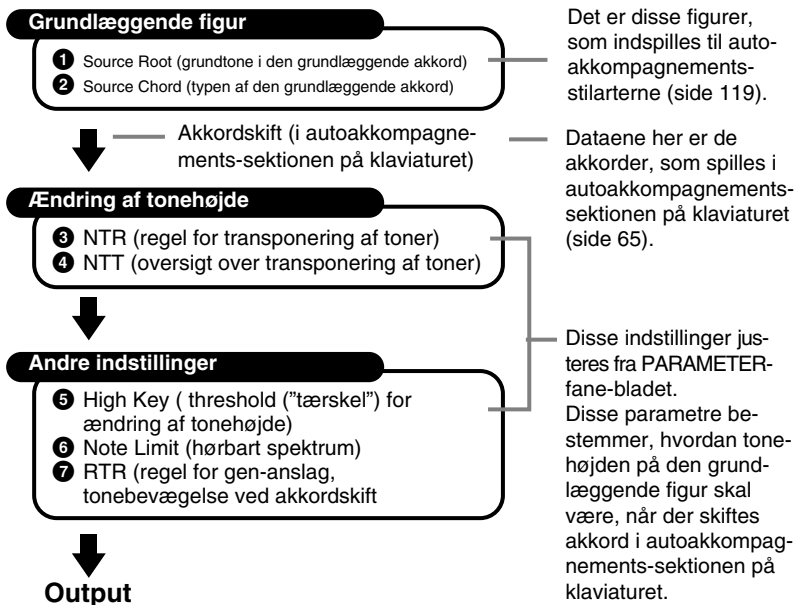 Grundlæggende figur
❶ Source Root (grundtone i den grundlæggende akkord)
❷ Source Chord (typen af den grundlæggende akkord)
Det er disse figurer,
som indspilles til auto-
akkompagnements-
stilarterne (side 119).
Akkordskift (i autoakkompagne-
ments-sektionen på klaviaturet)
Dataene her er de
akkorder, som spilles i
autoakkompagnements-
sektionen på klaviaturet
(side 65).
Ændring af tonehøjde
❸ NTR (regel for transponering af toner)
❹ NTT (oversigt over transponering af toner)
Andre indstillinger
❺ High Key ( threshold ("tærskel") for
ændring af tonehøjde)
❻ Note Limit (hørbart spektrum)
❼ RTR (regel for gen-anslag,
tonebevægelse ved akkordskift
Disse indstillinger jus-
teres fra PARAMETER-
fane-bladet.
Disse parametre be-
stemmer, hvordan tone-
højden på den grund-
læggende figur skal
være, når der skiftes
akkord i autoakkompag-
nements-sektionen på
klaviaturet.
Output